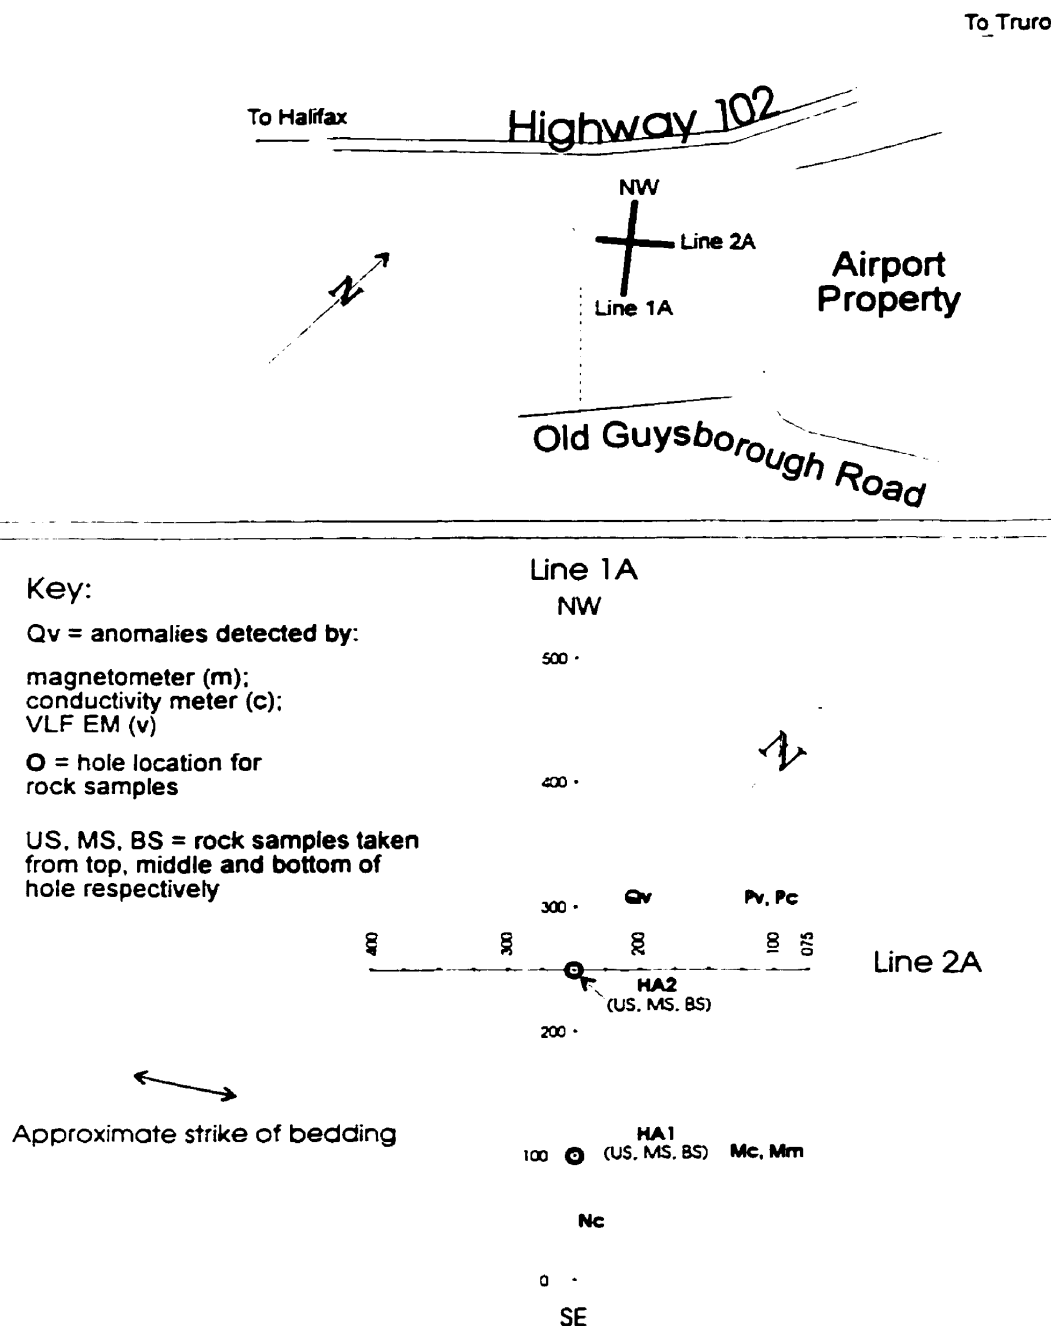 To Truro
To Halifax
Highway 102
NW
Line 2A
N
Airport
Property
Line 1A
Old Guysborough Road
Line 1A
NW
Key:
Qv = anomalies detected by:
magnetometer (m);
conductivity meter (c);
VLF EM (v)
O = hole location for
rock samples
US, MS, BS = rock samples taken
from top, middle and bottom of
hole respectively
500
N
400
300
Qv
Pv, Pc
400
300
200
100
075
Line 2A
HA2
(US, MS, BS)
200
Approximate strike of bedding
HA1
100
(US, MS, BS)
Mc, Mm
Nc
0
SE